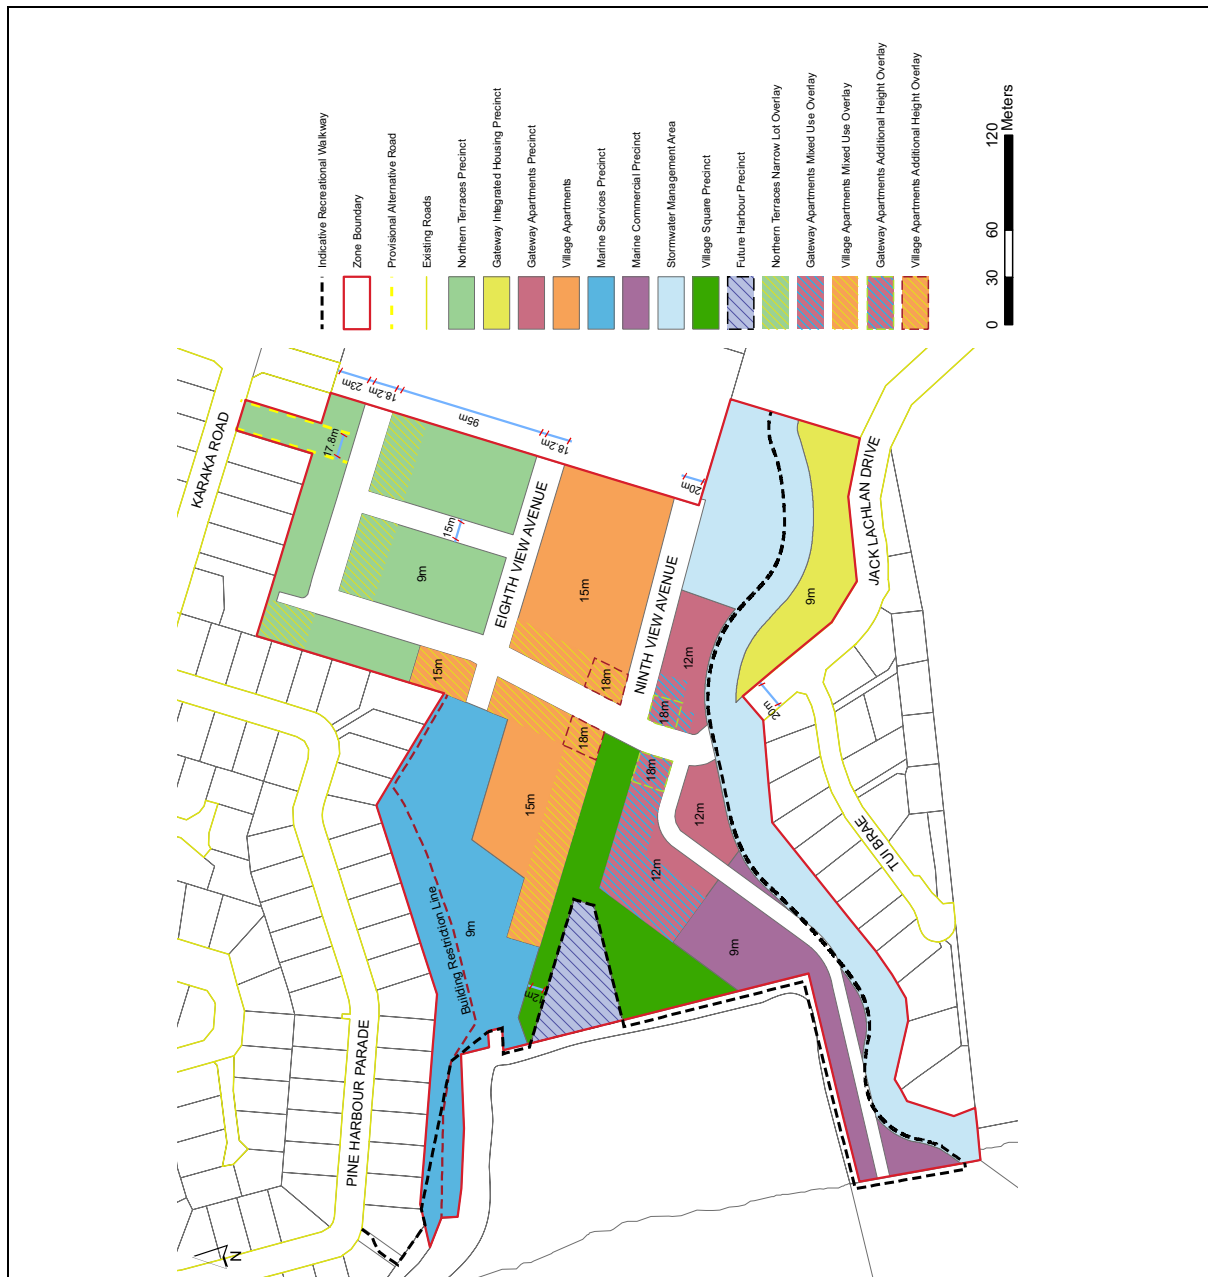 Indicative Recreational Walkway
Zone Boundary
Provisional Alternative Road
Existing Roads
Northern Terraces Precinct
Gateway Integrated Housing Precinct
Gateway Apartments Precinct
Village Apartments
Marine Services Precinct
Marine Commercial Precinct
Stormwater Management Area
Village Square Precinct
Future Harbour Precinct
Northern Terraces Narrow Lot Overlay
Gateway Apartments Mixed Use Overlay
Village Apartments Mixed Use Overlay
Gateway Apartments Additional Height Overlay
Village Apartments Additional Height Overlay
0 30 60 120
Meters
KARAKA ROAD
17.8m
23m
18.2m
95m
18.2m
20m
15m
9m
EIGHTH VIEW AVENUE
15m
15m
18m
NINTH VIEW AVENUE
12m
18m
18m
18m
15m
12m
12m
9m
9m
Building Restriction Line
9m
JACK LACHLAN DRIVE
20m
TUI BRAE
PINE HARBOUR PARADE
N